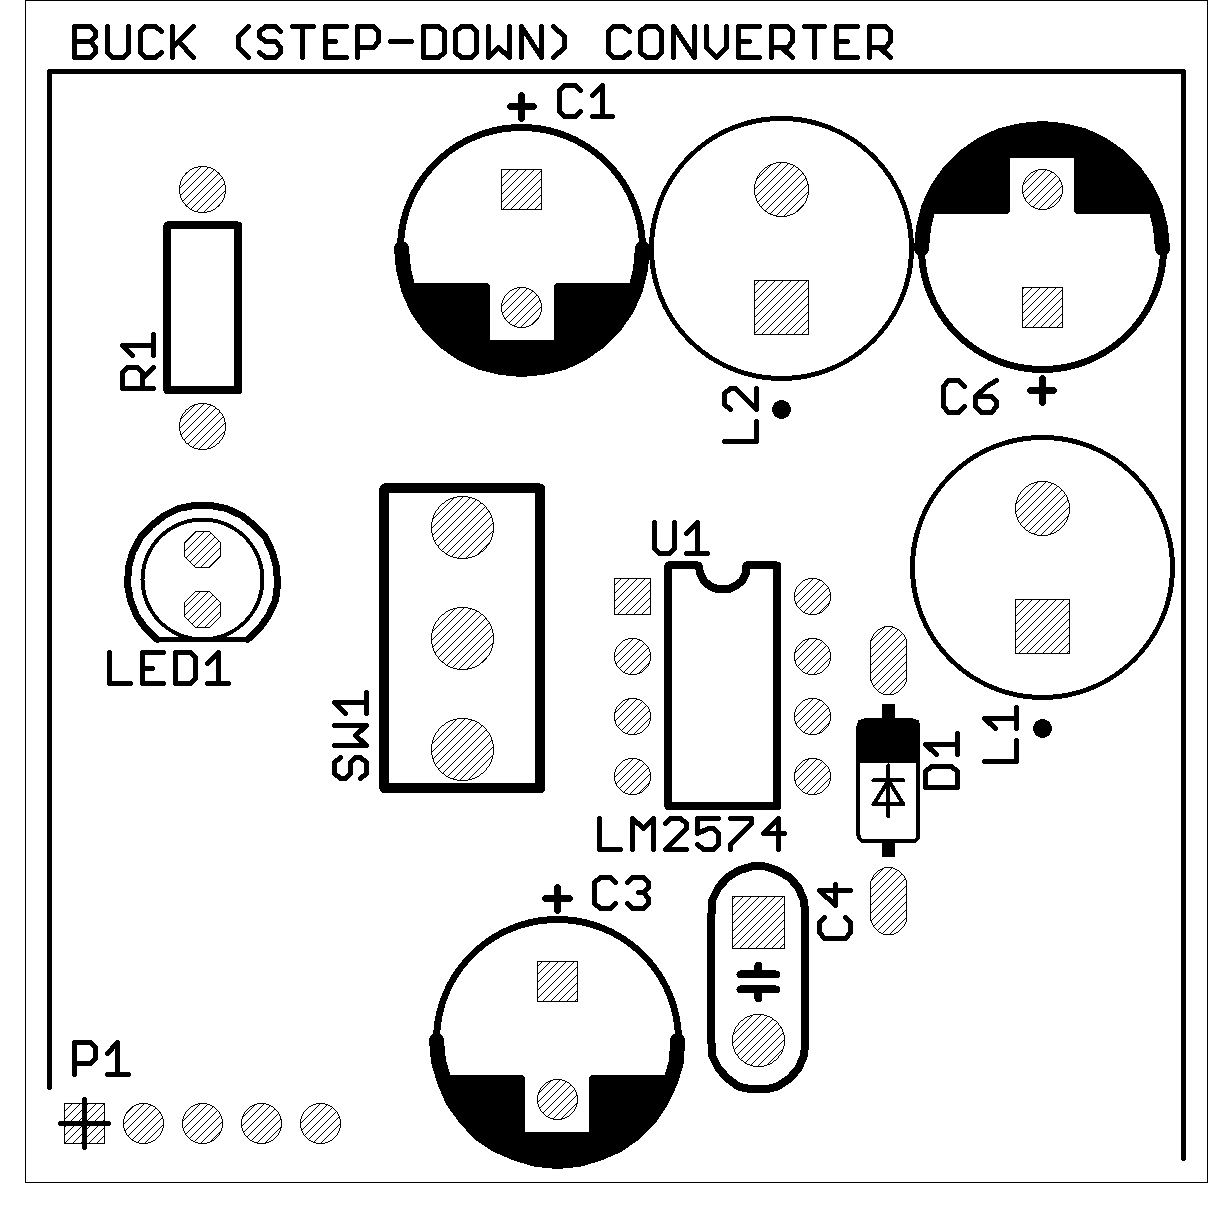 BUCK (STEP-DOWN) CONVERTER
+ C1
R1
L2
C6 +
U1
LED1
SW1
L1
D1
LM2574
+ C3
C4
P1
+